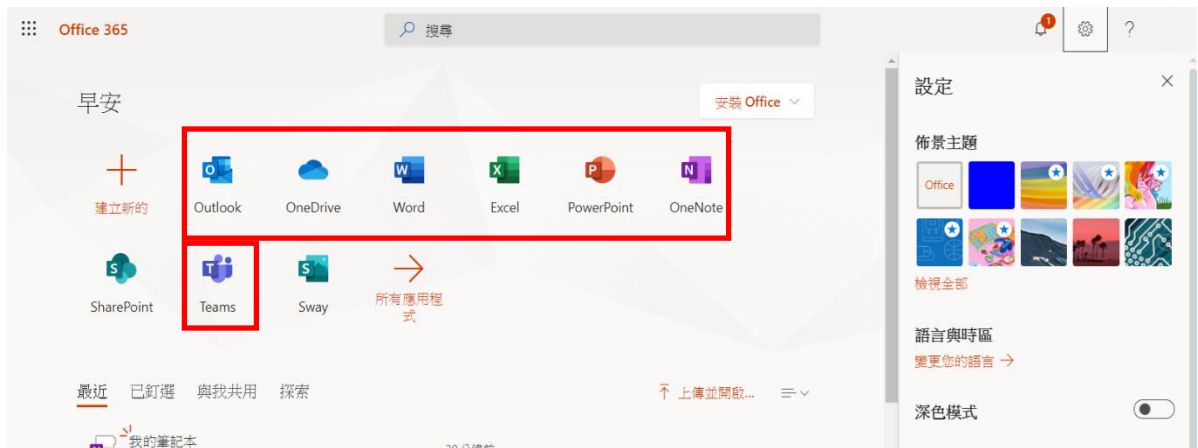 Office 365
搜尋
1
?
早安
安裝 Office
設定
佈景主題
Office
建立新的
Outlook
OneDrive
Word
Excel
PowerPoint
OneNote
SharePoint
Teams
Sway
所有應用程
式
檢視全部
語言與時區
變更您的語言 →
最近 已釘選 與我共用 探索
上傳並開啟...
深色模式
我的筆記本